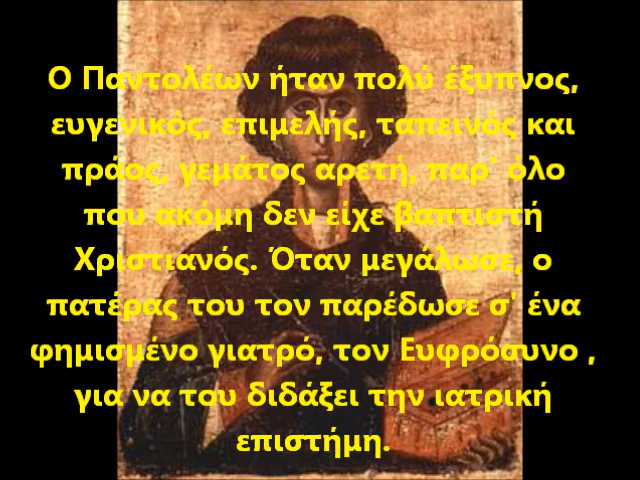 Ο Παντολέων ήταν πολύ έξυπνος,
ευγενικός, επιμελής, ταπεινός και
πράος, γεμάτος αρετή, παρ' όλο
που ακόμη δεν είχε βαπτιστή
Χριστιανός. Όταν μεγάλωσε, ο
πατέρας του τον παρέδωσε σ' ένα
φημισμένο γιατρό, τον Ευφρόσυνο ,
για να του διδάξει την ιατρική
επιστήμη.